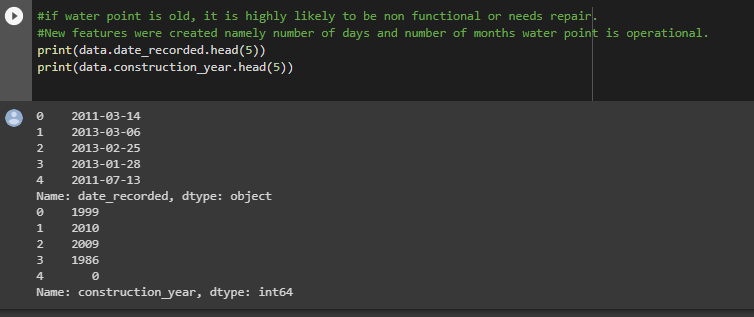 #if water point is old, it is highly likely to be non functional or needs repair.
#New features were created namely number of days and number of months water point is operational.
print(data.date_recorded.head(5))
print(data.construction_year.head(5))
0    2011-03-14
1    2013-03-06
2    2013-02-25
3    2013-01-28
4    2011-07-13
Name: date_recorded, dtype: object
0    1999
1    2010
2    2009
3    1986
4       0
Name: construction_year, dtype: int64